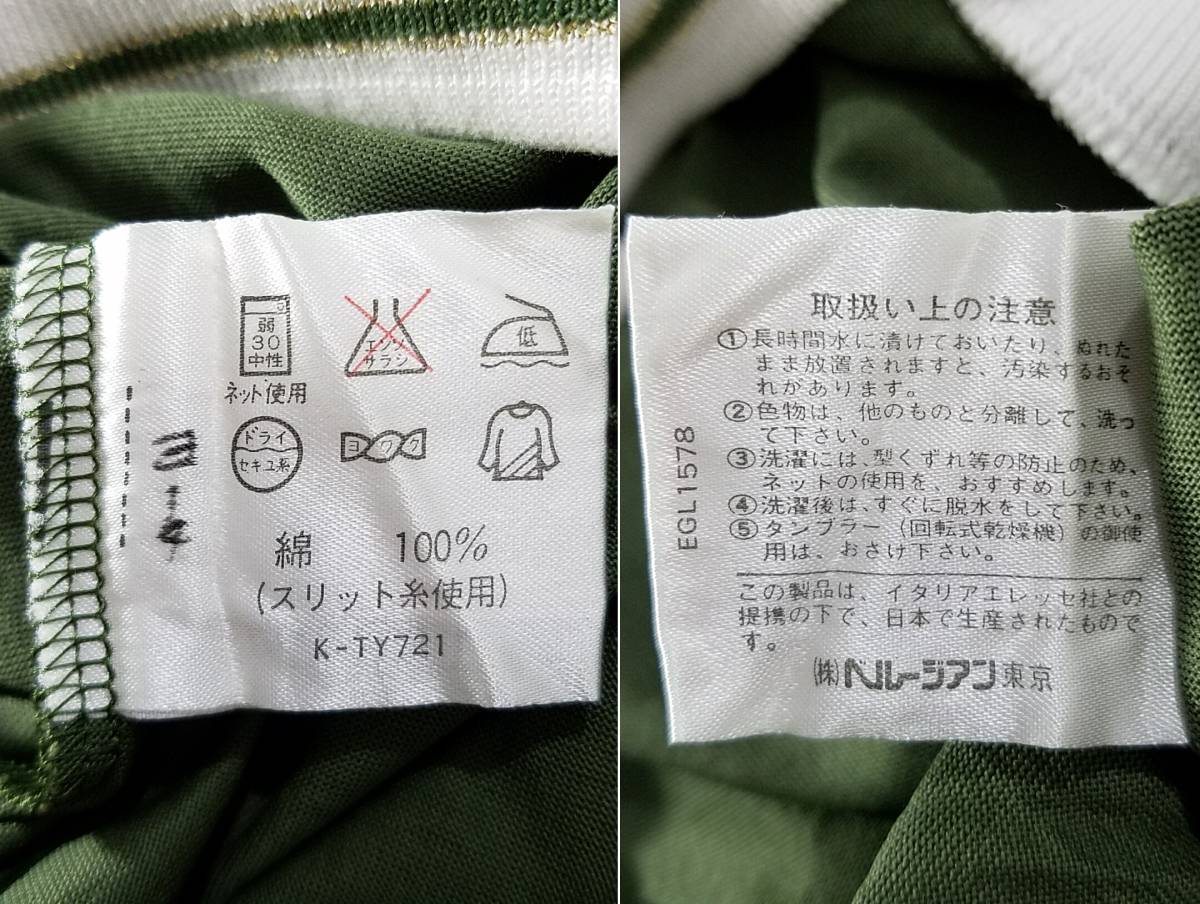 弱
30
中性
ネット使用
エンソ
サラシ
低
ドライ
セキユ系
ヨワク
綿 100%
(スリット糸使用)
K-TY721
取扱い上の注意
①長時間水に漬けておいたり、ぬれた
まま放置されますと、汚染するおそ
れがあります。
②色物は、他のものと分離して、洗っ
て下さい。
③洗濯には、型くずれ等の防止のため、
ネットの使用を、おすすめします。
④洗濯後は、すぐに脱水をして下さい。
⑤タンブラー(回転式乾燥機)の御使
用は、おさけ下さい。
この製品は、イタリアエレッセ社との
提携の下で、日本で生産されたもので
す。
(株)ベルージアン東京
EGL1578